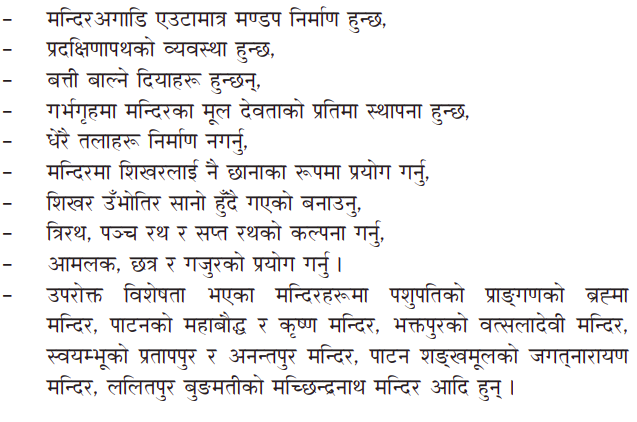 – मन्दिरअगाडि एउटामात्र मण्डप निर्माण हुन्छ,
– प्रदक्षिणापथको व्यवस्था हुन्छ,
– बत्ती बाल्ने दियाहरू हुन्छन्,
– गर्भगृहमा मन्दिरका मूल देवताको प्रतिमा स्थापना हुन्छ,
– धेरै तलाहरू निर्माण नगर्नु,
– मन्दिरमा शिखरलाई नै छानाका रूपमा प्रयोग गर्नु,
– शिखर उँभोतिर सानो हुँदै गएको बनाउनु,
– त्रिरथ, पञ्च रथ र सप्त रथको कल्पना गर्नु,
– आमलक, छत्र र गजुरको प्रयोग गर्नु ।
– उपरोक्त विशेषता भएका मन्दिरहरूमा पशुपतिको प्राङ्गणको ब्रह्मा
मन्दिर, पाटनको महाबौद्ध र कृष्ण मन्दिर, भक्तपुरको वत्सलादेवी मन्दिर,
स्वयम्भूको प्रतापपुर र अनन्तपुर मन्दिर, पाटन शङ्खमूलको जगत्नारायण
मन्दिर, ललितपुर बुङमतीको मच्छिन्द्रनाथ मन्दिर आदि हुन् ।